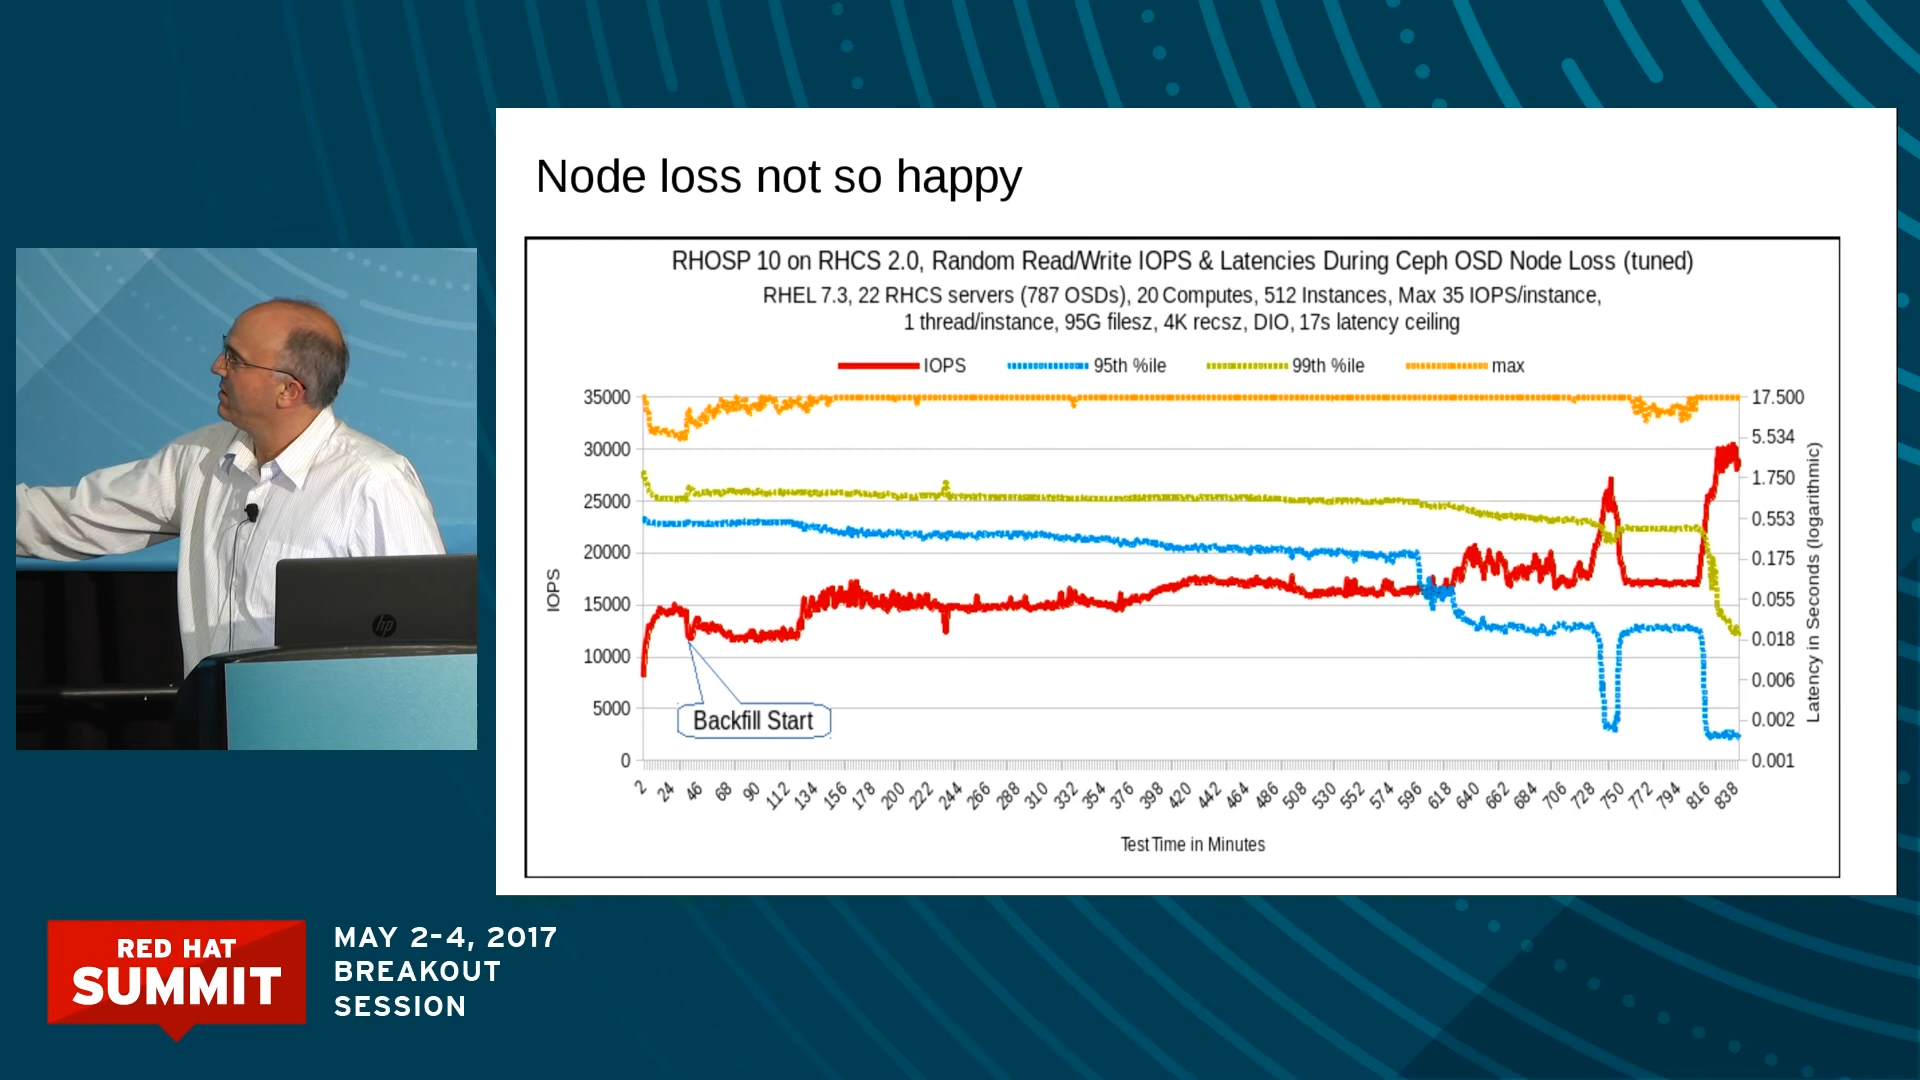 Node loss not so happy
RHOSP 10 on RHCS 2.0, Random Read/Write IOPS & Latencies During Ceph OSD Node Loss (tuned)
RHEL 7.3, 22 RHCS servers (787 OSDs), 20 Computes, 512 Instances, Max 35 IOPS/instance,
1 thread/instance, 95G filesz, 4K recsz, DIO, 17s latency ceiling
IOPS 95th %ile 99th %ile max
35000
30000
25000
20000
15000
10000
5000
0
IOPS
17.500
5.534
1.750
0.553
0.175
0.055
0.018
0.006
0.002
0.001
Latency in Seconds (logarithmic)
Backfill Start
2 24 46 68 90 112 134 156 178 200 222 244 266 288 310 332 354 376 398 420 442 464 486 508 530 552 574 596 618 640 662 684 706 728 750 772 794 816 838
Test Time in Minutes
hp
RED HAT
SUMMIT
MAY 2-4, 2017
BREAKOUT
SESSION